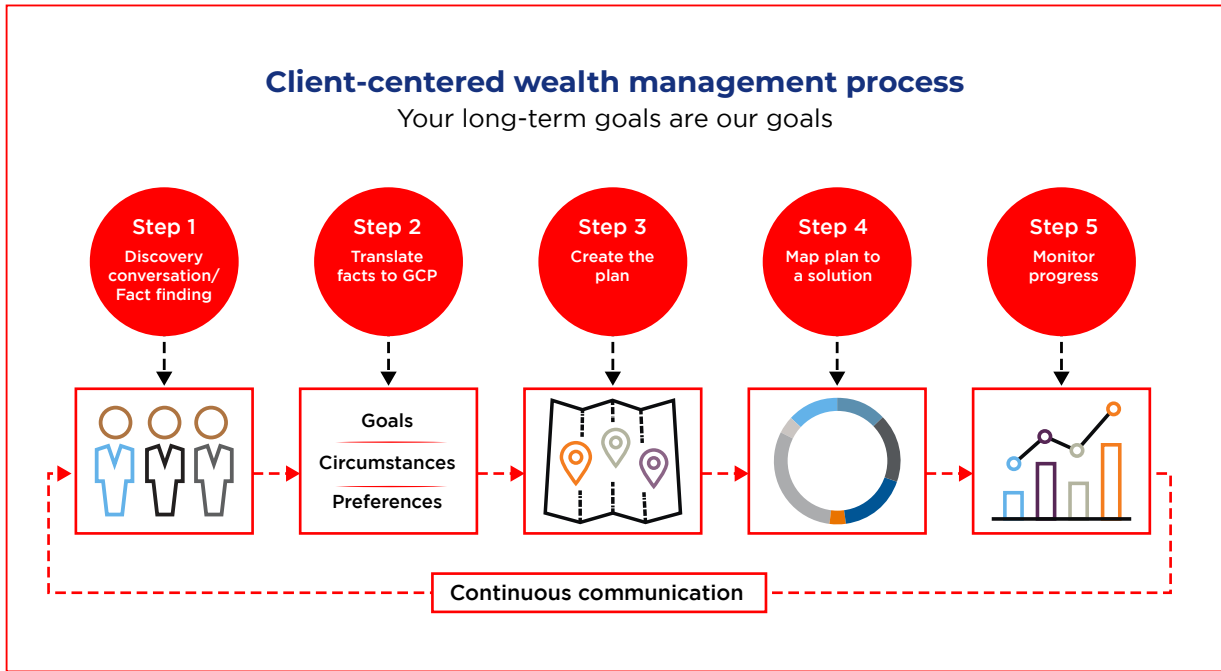 Client-centered wealth management process
Your long-term goals are our goals
Step 1
Discovery
conversation/
Fact finding
Step 2
Translate
facts to GCP
Step 3
Create the
plan
Step 4
Map plan to
a solution
Step 5
Monitor
progress
Goals
Circumstances
Preferences
Continuous communication